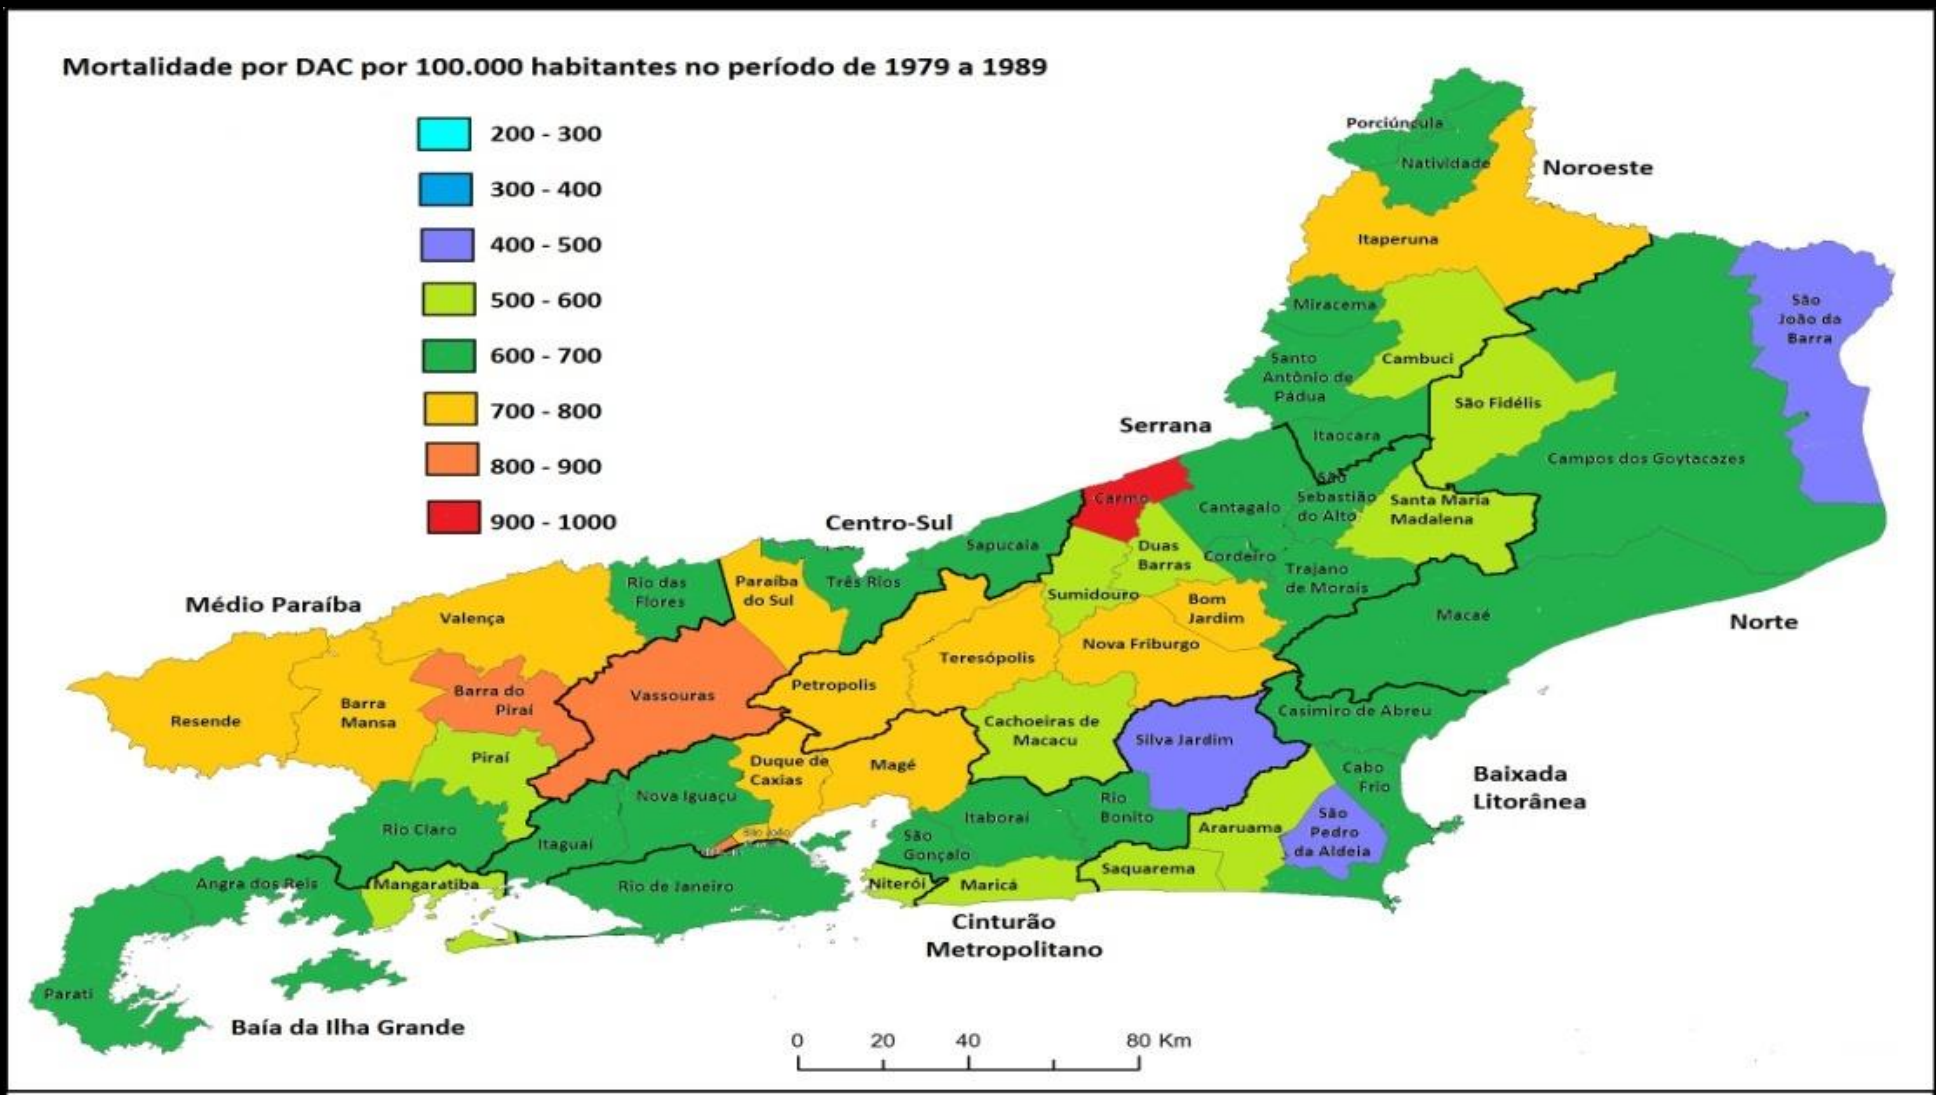 Mortalidade por DAC por 100.000 habitantes no período de 1979 a 1989
200 - 300
300 - 400
400 - 500
500 - 600
600 - 700
700 - 800
800 - 900
900 - 1000
Porciúncula
Natividade
Noroeste
Itaperuna
Miracema
São
João da
Barra
Cambuci
Santo
Antônio de
Pádua
São Fidélis
Serrana
Itaocara
Campos dos Goytacazes
São
Sebastião
do Alto
Carmo
Cantagalo
Santa Maria
Madalena
Centro-Sul
Sapucaia
Duas
Barras
Cordeiro
Trajano
de Morais
Médio Paraíba
Rio das
Flores
Paraíba
do Sul
Três Rios
Sumidouro
Bom
Jardim
Macaé
Norte
Valença
Nova Friburgo
Teresópolis
Petropolis
Barra do
Piraí
Vassouras
Resende
Barra
Mansa
Casimiro de Abreu
Cachoeiras de
Macacu
Silva Jardim
Piraí
Duque de
Caxias
Magé
Cabo
Frio
Baixada
Litorânea
Nova Iguaçu
Rio
Bonito
Itaboraí
São
Pedro
da Aldeia
Araruama
Rio Claro
Itaguaí
São João
São
Gonçalo
Saquarema
Angra dos Reis
Mangaratiba
Rio de Janeiro
Niterói
Maricá
Cinturão
Metropolitano
Parati
Baía da Ilha Grande
0 20 40 80 Km